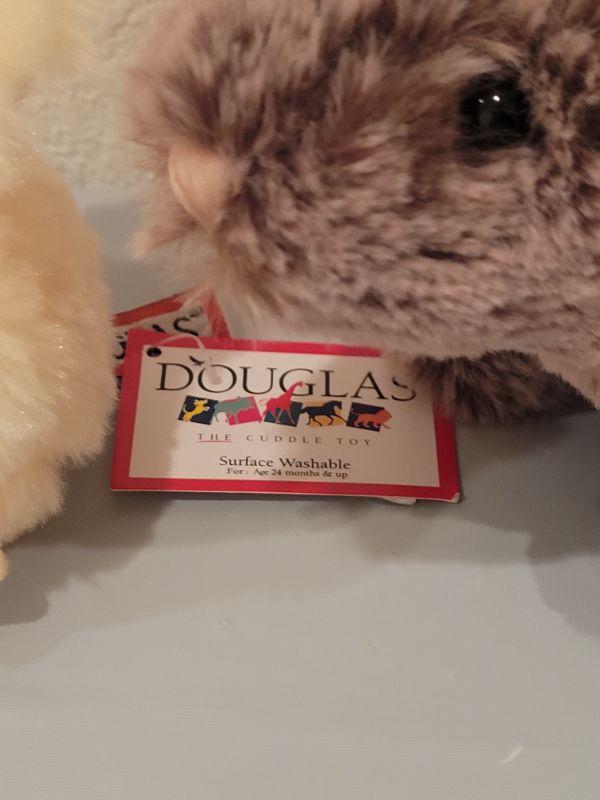 DOUGLAS
THE CUDDLE TOY
Surface Washable
For: Age 24 months & up